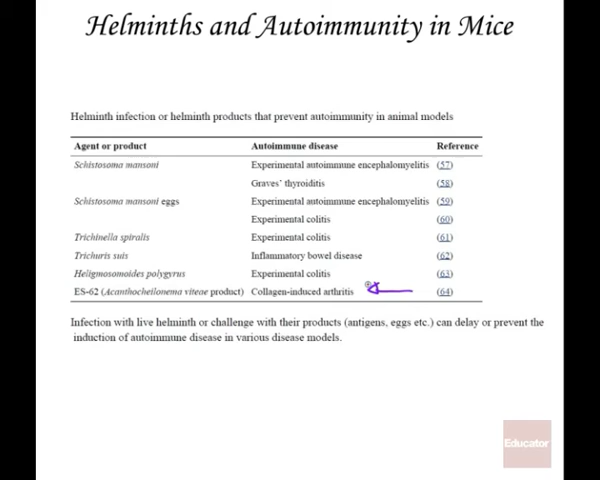 Helminths and Autoimmunity in Mice
Helminth infection or helminth products that prevent autoimmunity in animal models
Agent or product Autoimmune disease Reference
Schistosoma mansoni Experimental autoimmune encephalomyelitis (57)
Graves' thyroiditis (58)
Schistosoma mansoni eggs Experimental autoimmune encephalomyelitis (59)
Experimental colitis (60)
Trichinella spiralis Experimental colitis (61)
Trichuris suis Inflammatory bowel disease (62)
Heligmosomoides polygyrus Experimental colitis (63)
ES-62 (Acanthocheilonema viteae product) Collagen-induced arthritis (64)
Infection with live helminth or challenge with their products (antigens, eggs etc.) can delay or prevent the
induction of autoimmune disease in various disease models.
Educator